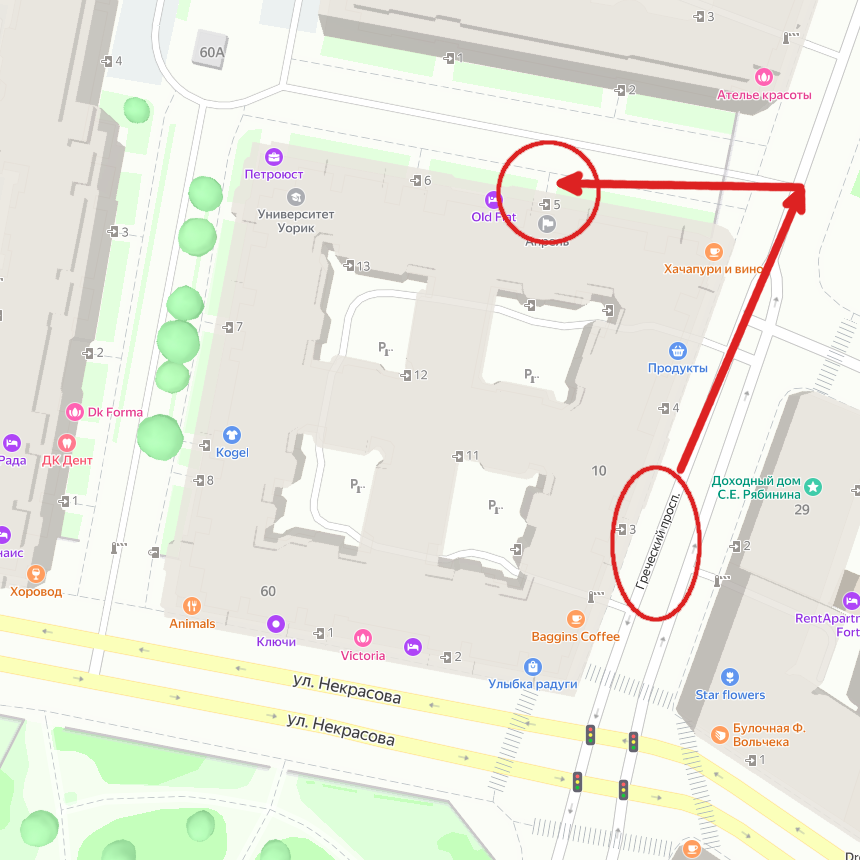 3
60А
4
1
Ателье красоты
2
Петроюст
6
Old Flat
5
Университет
Уорик
Апрель
3
13
Хачапури и вино
7
P
P
Продукты
2
12
Dk Forma
4
Рада
ДК Дент
Kogel
11
10
Доходный дом
С.Е. Рябинина
29
8
P
P
1
3
Греческий просп.
2
наис
Хоровод
60
Animals
Ключи
1
Victoria
2
Baggins Coffee
RentApartm
Fort
Улыбка радуги
Star flowers
ул. Некрасова
ул. Некрасова
Булочная Ф.
Вольчека
1